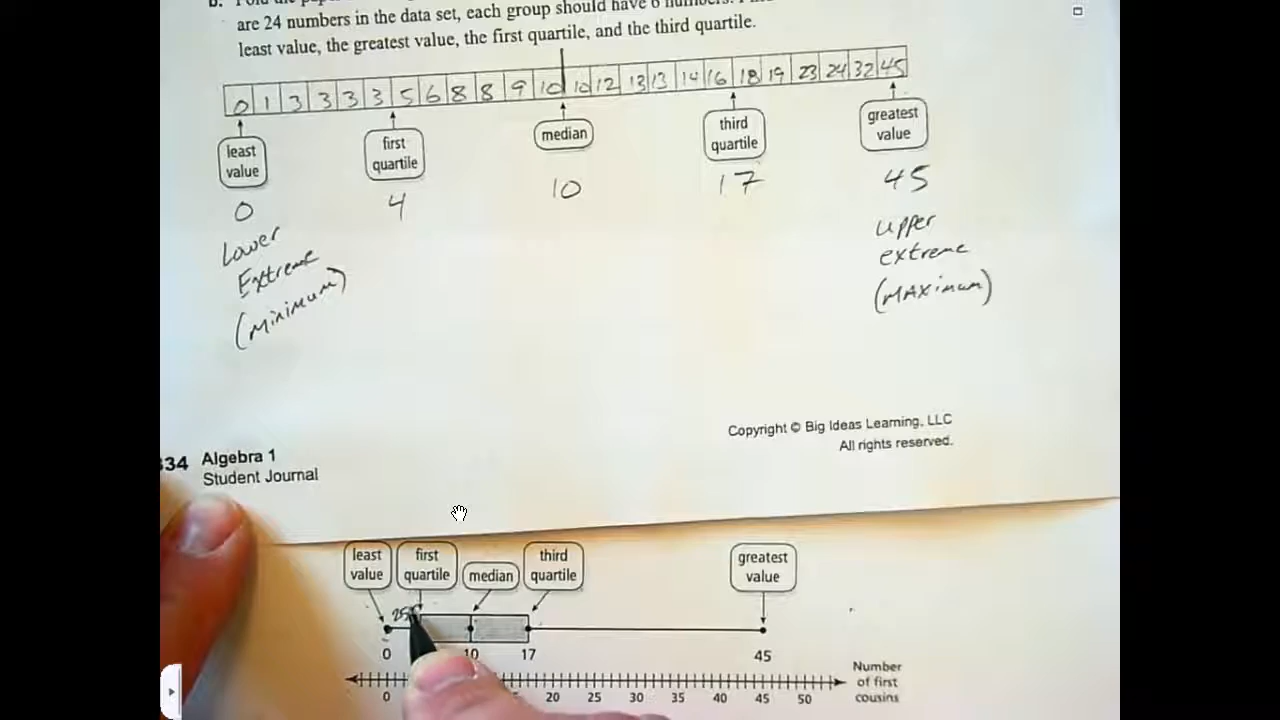 are 24 numbers in the data set, each group should have 6 numbers.
least value, the greatest value, the first quartile, and the third quartile.
0 1 3 3 3 3 5 6 8 8 9 10 10 12 13 13 14 16 18 19 23 24 32 45
least value
first quartile
median
third quartile
greatest value
0
4
10
17
45
Lower
Extreme
(Minimum)
upper
extreme
(MAXimum)
Copyright © Big Ideas Learning, LLC
All rights reserved.
34 Algebra 1
Student Journal
least value
first quartile
median
third quartile
greatest value
25
0 10 17 45
0 20 25 30 35 40 45 50
Number
of first
cousins